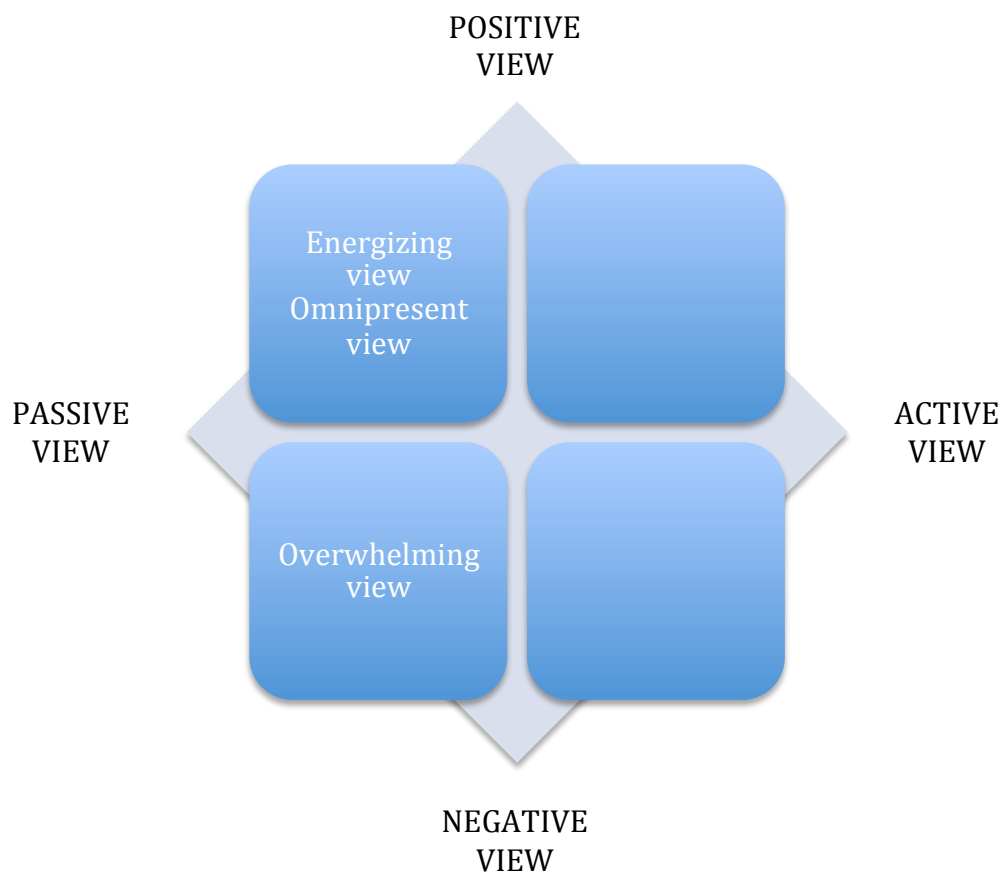 POSITIVE
VIEW
Energizing
view
Omnipresent
view
PASSIVE
VIEW
ACTIVE
VIEW
Overwhelming
view
NEGATIVE
VIEW